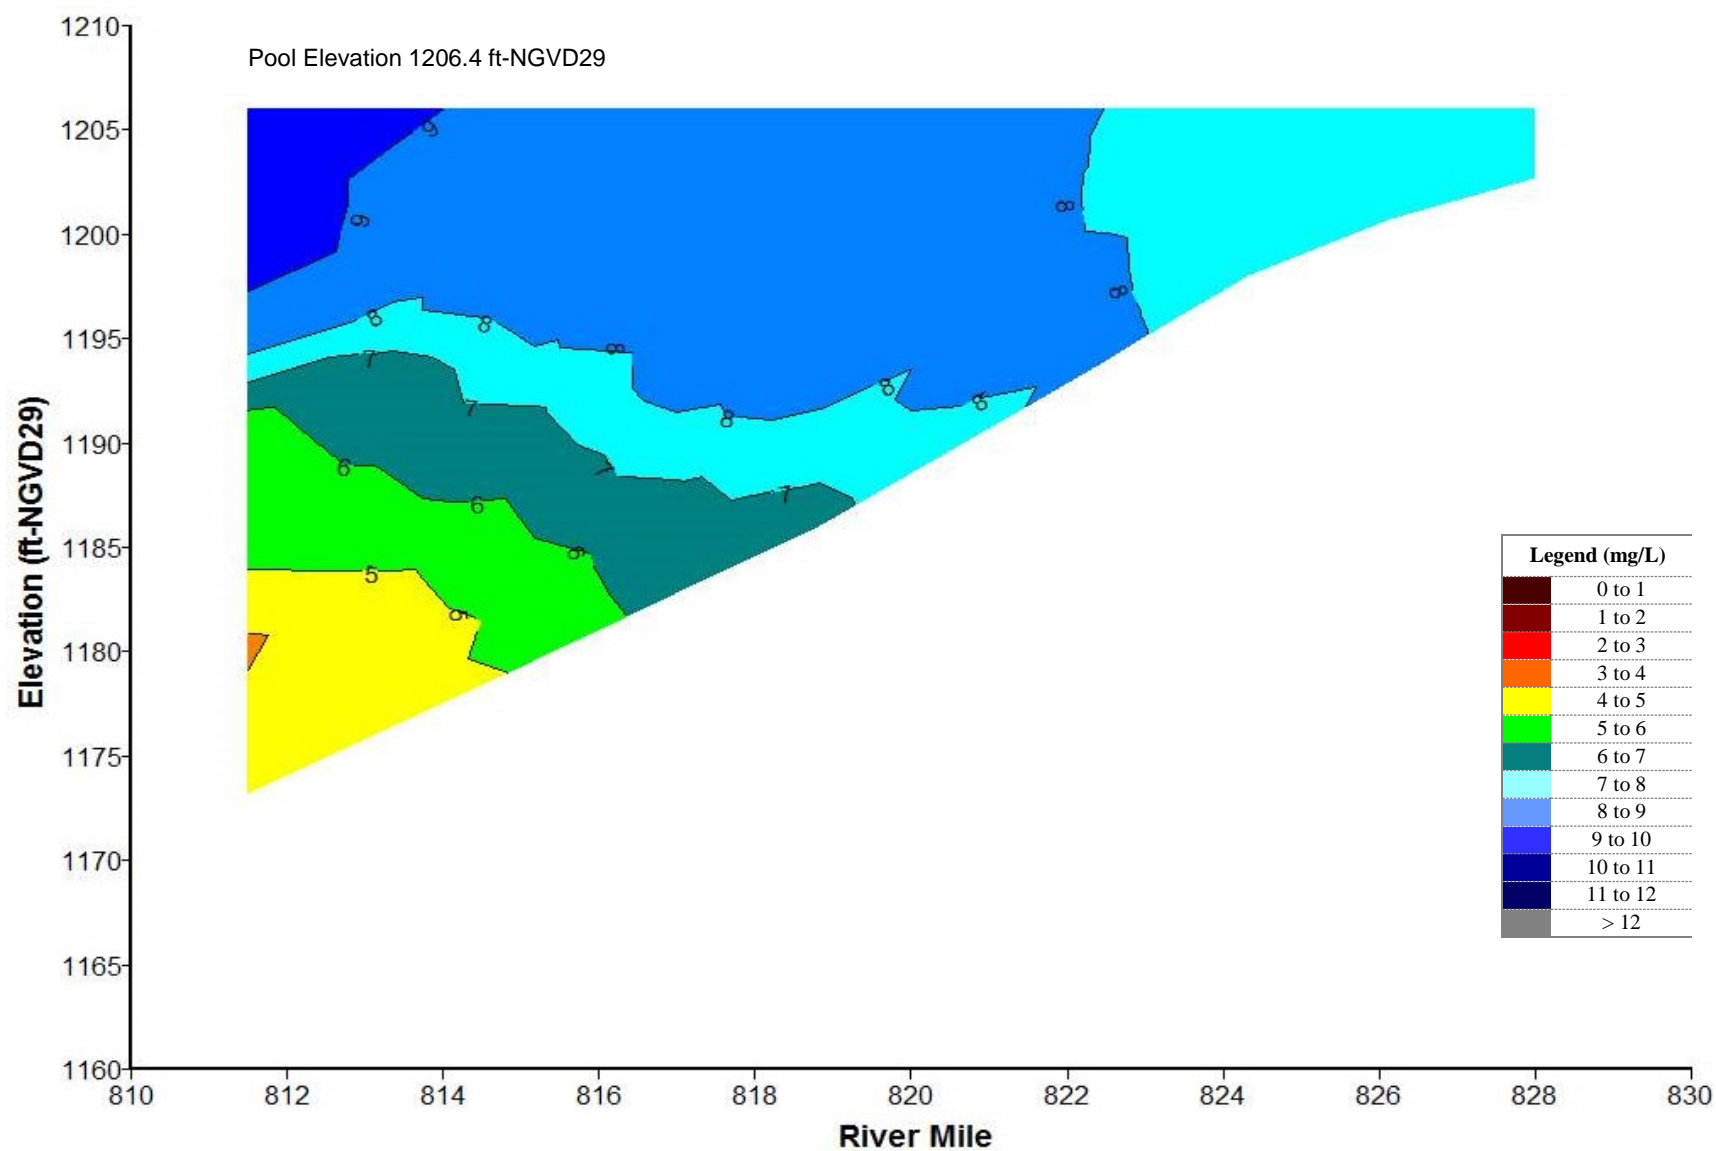 Pool Elevation 1206.4 ft-NGVD29
1210
1205
1200
1195
1190
1185
1180
1175
1170
1165
1160
Elevation (ft-NGVD29)
9
9
8
8
8
8
8
8
8
8
7
7
7
7
6
6
6
5
5
Legend (mg/L)
0 to 1
1 to 2
2 to 3
3 to 4
4 to 5
5 to 6
6 to 7
7 to 8
8 to 9
9 to 10
10 to 11
11 to 12
> 12
810 812 814 816 818 820 822 824 826 828 830
River Mile